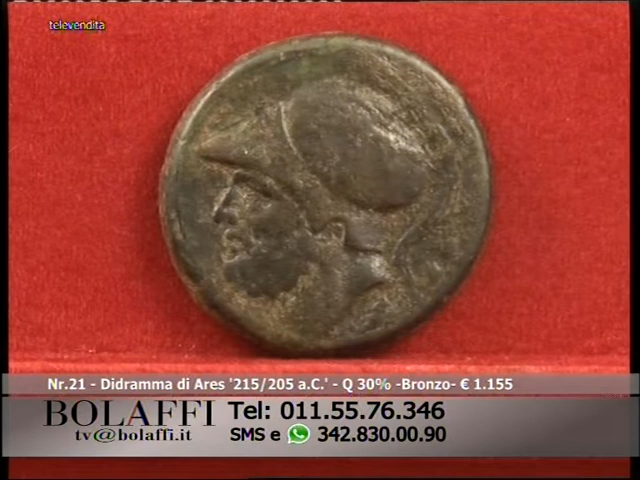 televendita
Nr.21 - Didramma di Ares '215/205 a.C.' - Q 30% -Bronzo- € 1.155
BOLAFFI
tv@bolaffi.it
Tel: 011.55.76.346
SMS e 342.830.00.90